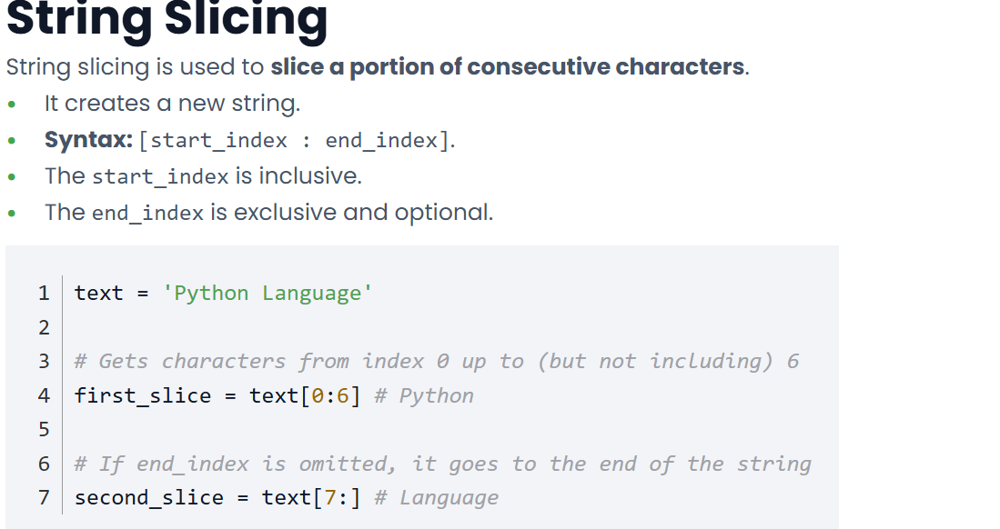 String Slicing
String slicing is used to slice a portion of consecutive characters.
• It creates a new string.
• Syntax: [start_index : end_index].
• The start_index is inclusive.
• The end_index is exclusive and optional.
1 text = 'Python Language'
2
3 # Gets characters from index 0 up to (but not including) 6
4 first_slice = text[0:6] # Python
5
6 # If end_index is omitted, it goes to the end of the string
7 second_slice = text[7:] # Language